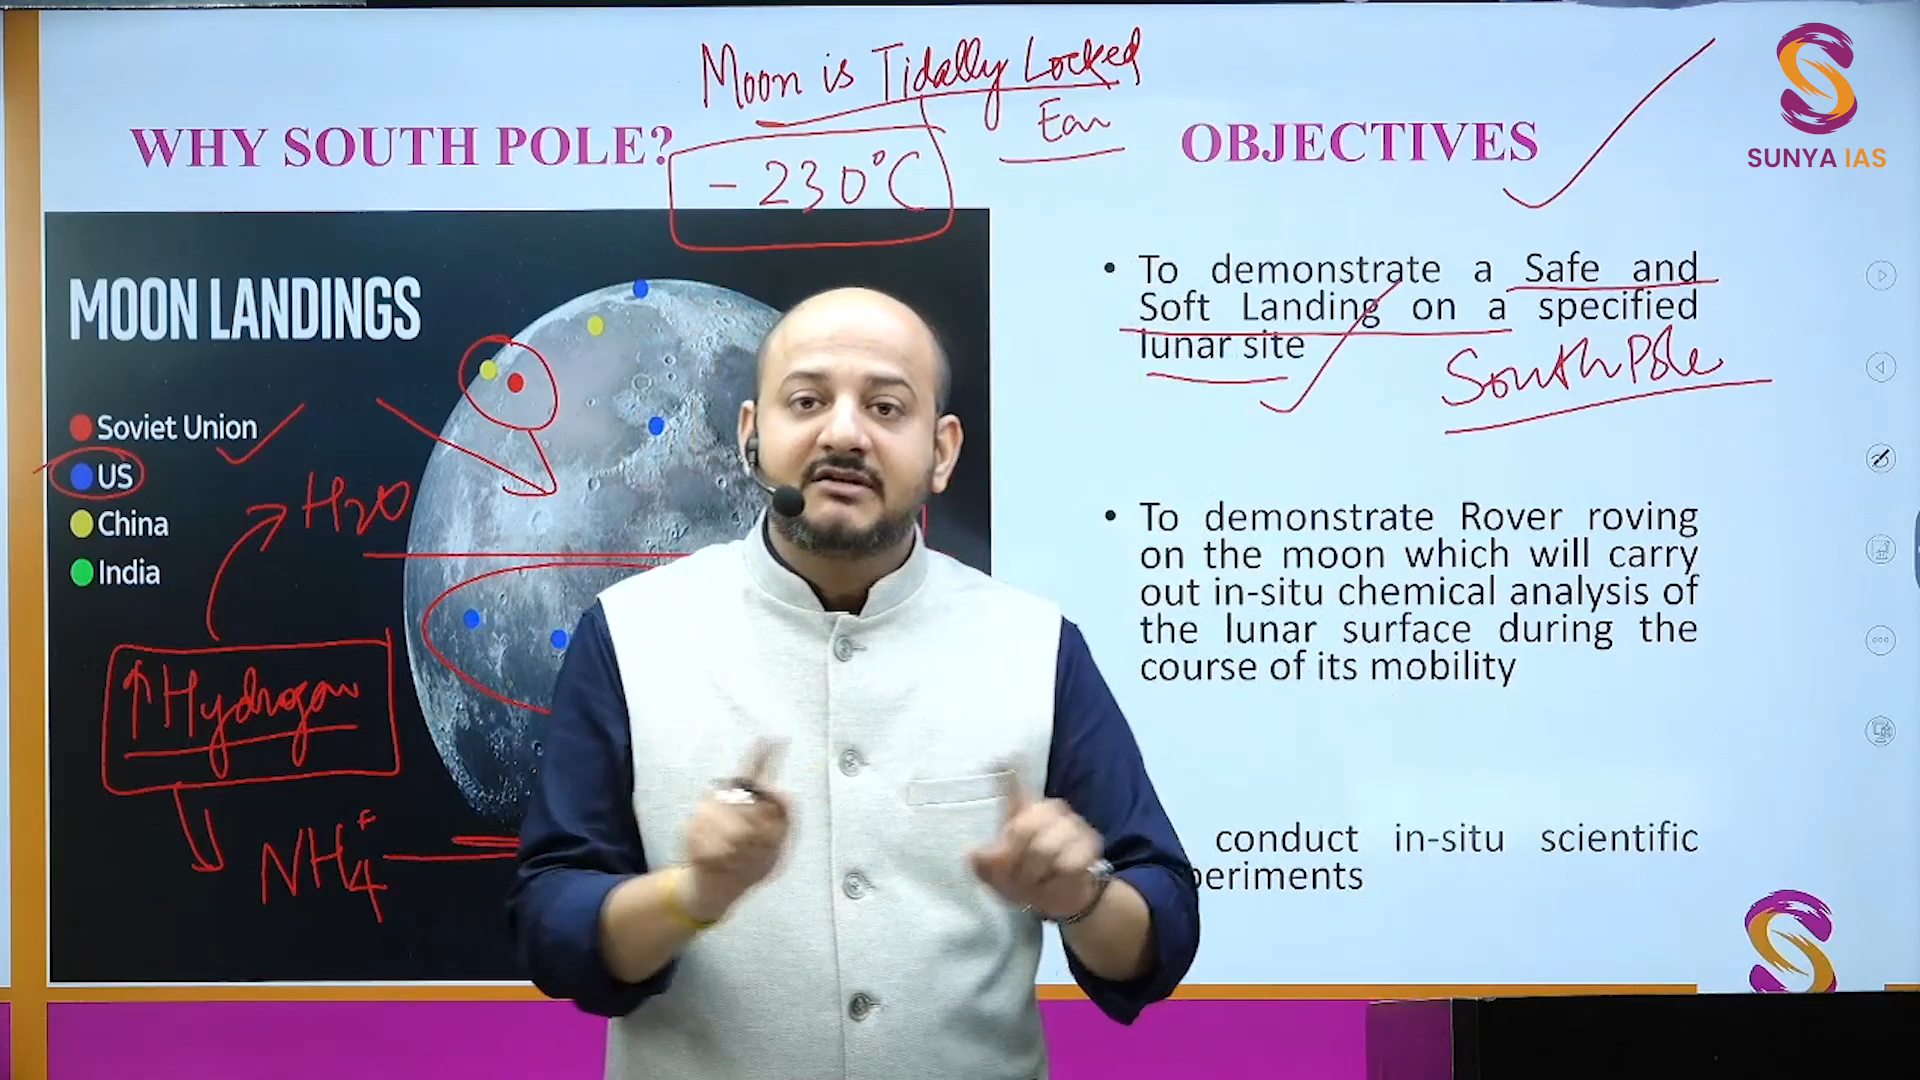 Moon is Tidally Locked
Ear
-230°C
SUNYA IAS
WHY SOUTH POLE?
OBJECTIVES
MOON LANDINGS
Soviet Union
US
China
India
H2O
↑Hydrogen
NH4+
• To demonstrate a Safe and
Soft Landing on a specified
lunar site
South Pole
• To demonstrate Rover roving
on the moon which will carry
out in-situ chemical analysis of
the lunar surface during the
course of its mobility
conduct in-situ scientific
periments